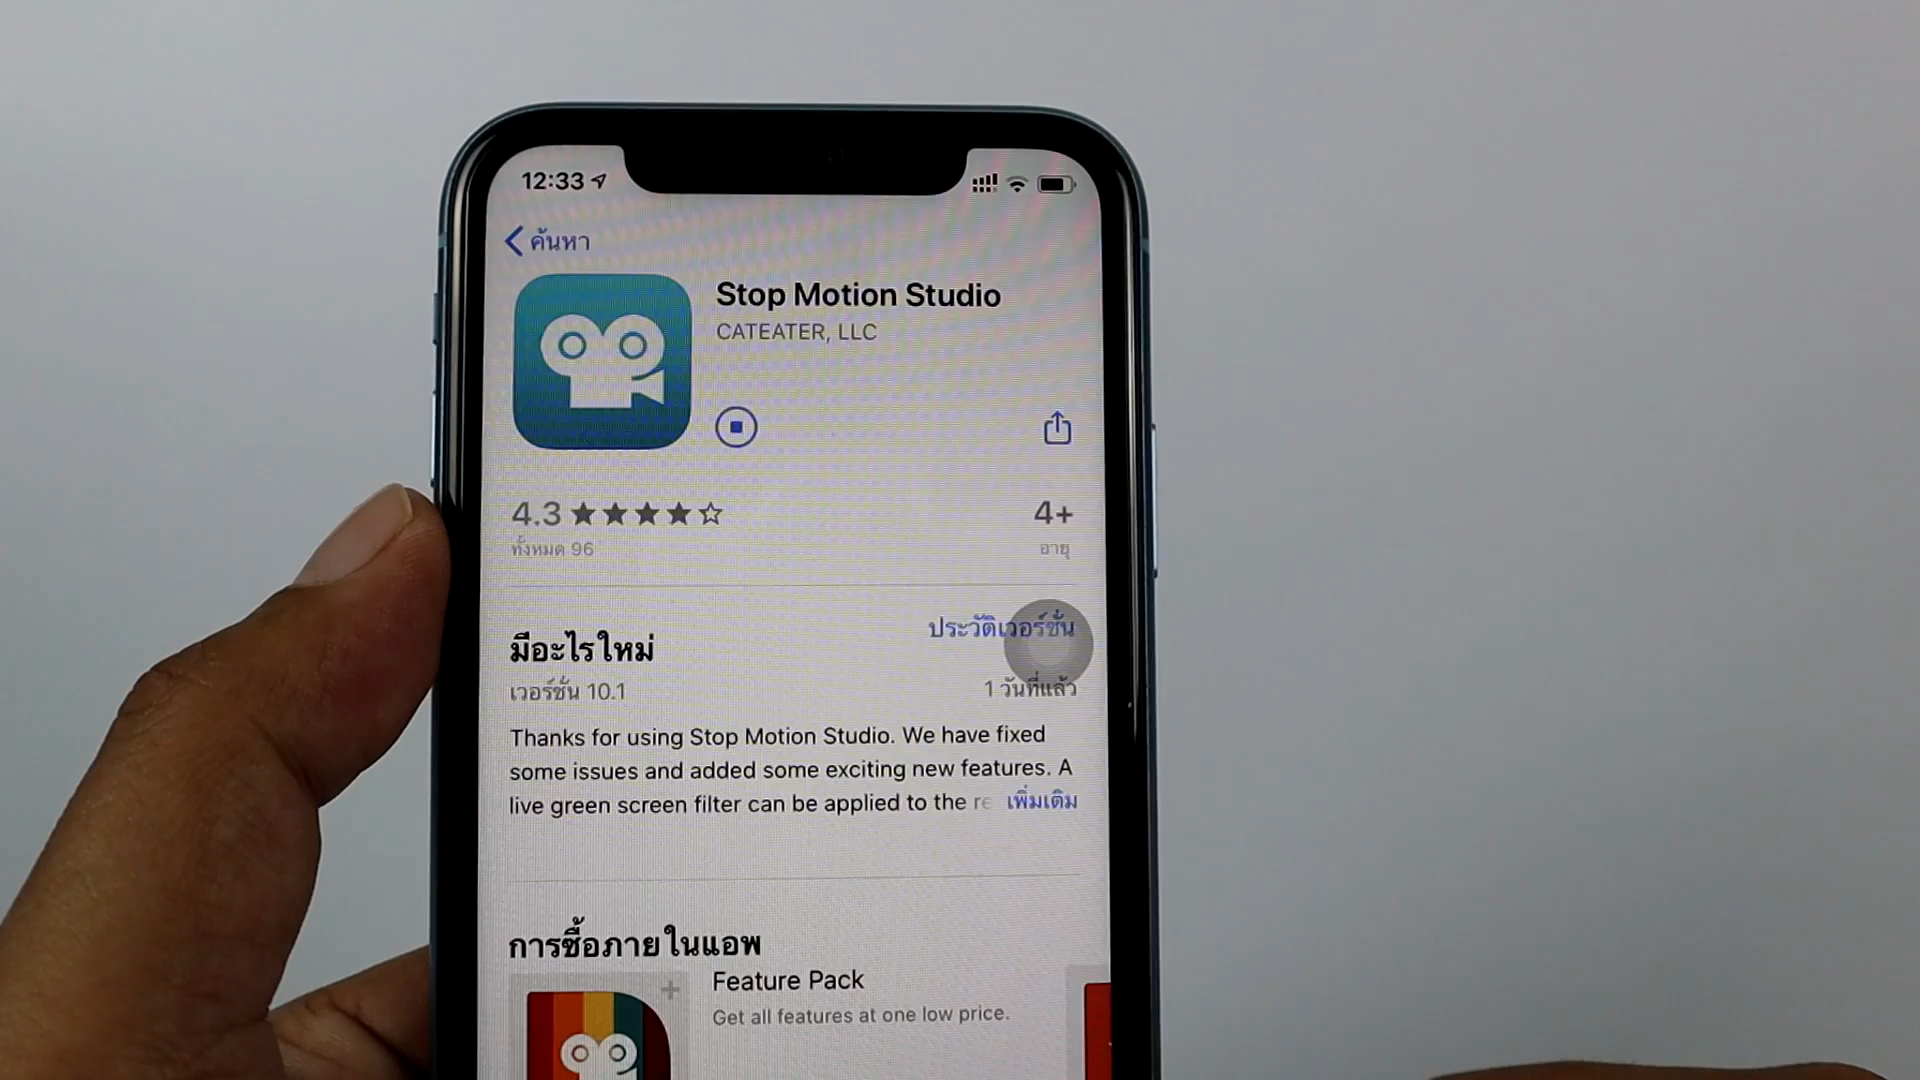 12:33
ค้นหา
Stop Motion Studio
CATEATER, LLC
4.3 ★★★★☆
4+
ทั้งหมด 96
อายุ
มีอะไรใหม่
ประวัติเวอร์ชั่น
เวอร์ชั่น 10.1
1 วันที่แล้ว
Thanks for using Stop Motion Studio. We have fixed
some issues and added some exciting new features. A
live green screen filter can be applied to the re เพิ่มเติม
การซื้อภายในแอพ
Feature Pack
Get all features at one low price.